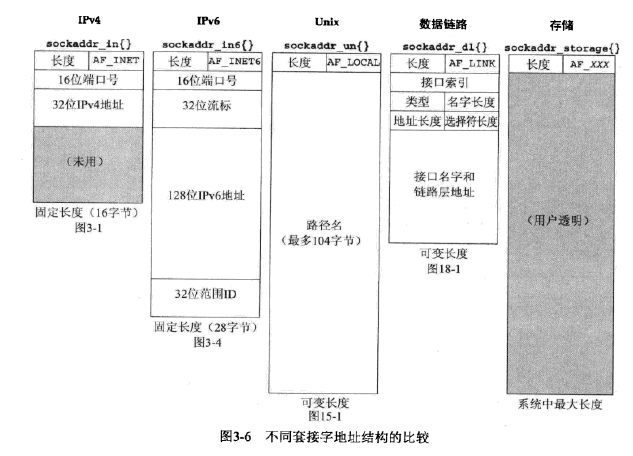 IPv4
IPv6
Unix
数据链路
存储
sockaddr_in{}
sockaddr_in6{}
sockaddr_un{}
sockaddr_dl{}
sockaddr_storage{}
长度 AF_INET
长度 AF_INET6
长度 AF_LOCAL
长度 AF_LINK
长度 AF_XXX
16位端口号
16位端口号
接口索引
32位IPv4地址
32位流标
类型 名字长度
地址长度 选择符长度
(未用)
128位IPv6地址
接口名字和
链路层地址
固定长度(16字节)
图3-1
路径名
(最多104字节)
(用户透明)
可变长度
图18-1
32位范围ID
固定长度(28字节)
图3-4
可变长度
图15-1
系统中最大长度
图3-6 不同套接字地址结构的比较